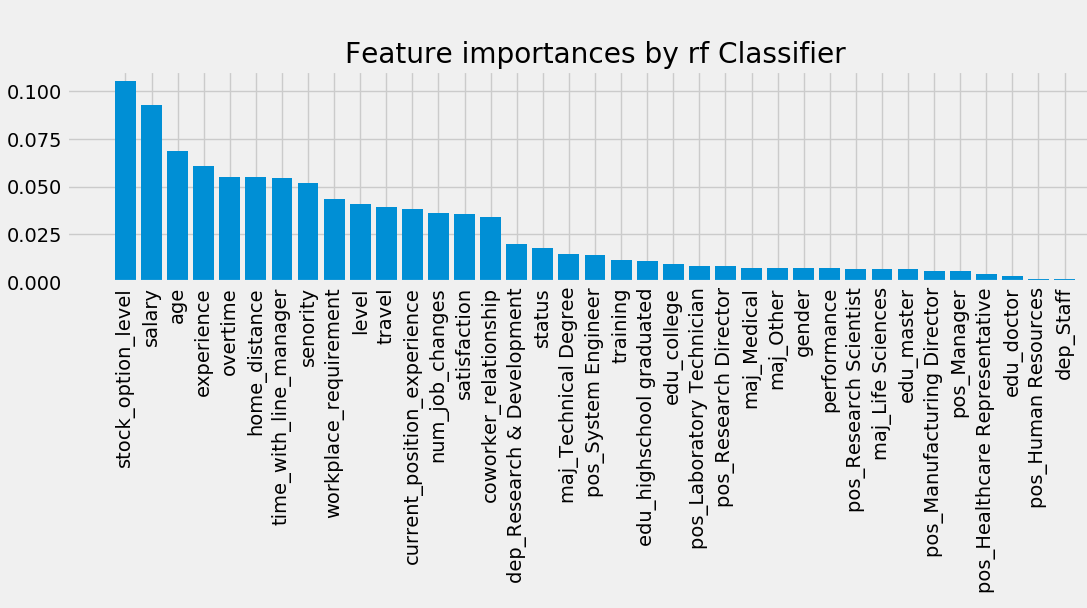 Feature importances by rf Classifier
0.100
0.075
0.050
0.025
0.000
stock_option_level
salary
age
experience
overtime
home_distance
time_with_line_manager
senority
workplace_requirement
level
travel
current_position_experience
num_job_changes
satisfaction
coworker_relationship
dep_Research & Development
status
maj_Technical Degree
pos_System Engineer
training
edu_highschool graduated
edu_college
pos_Laboratory Technician
pos_Research Director
maj_Medical
maj_Other
gender
performance
pos_Research Scientist
maj_Life Sciences
edu_master
pos_Manufacturing Director
pos_Manager
pos_Healthcare Representative
edu_doctor
pos_Human Resources
dep_Staff